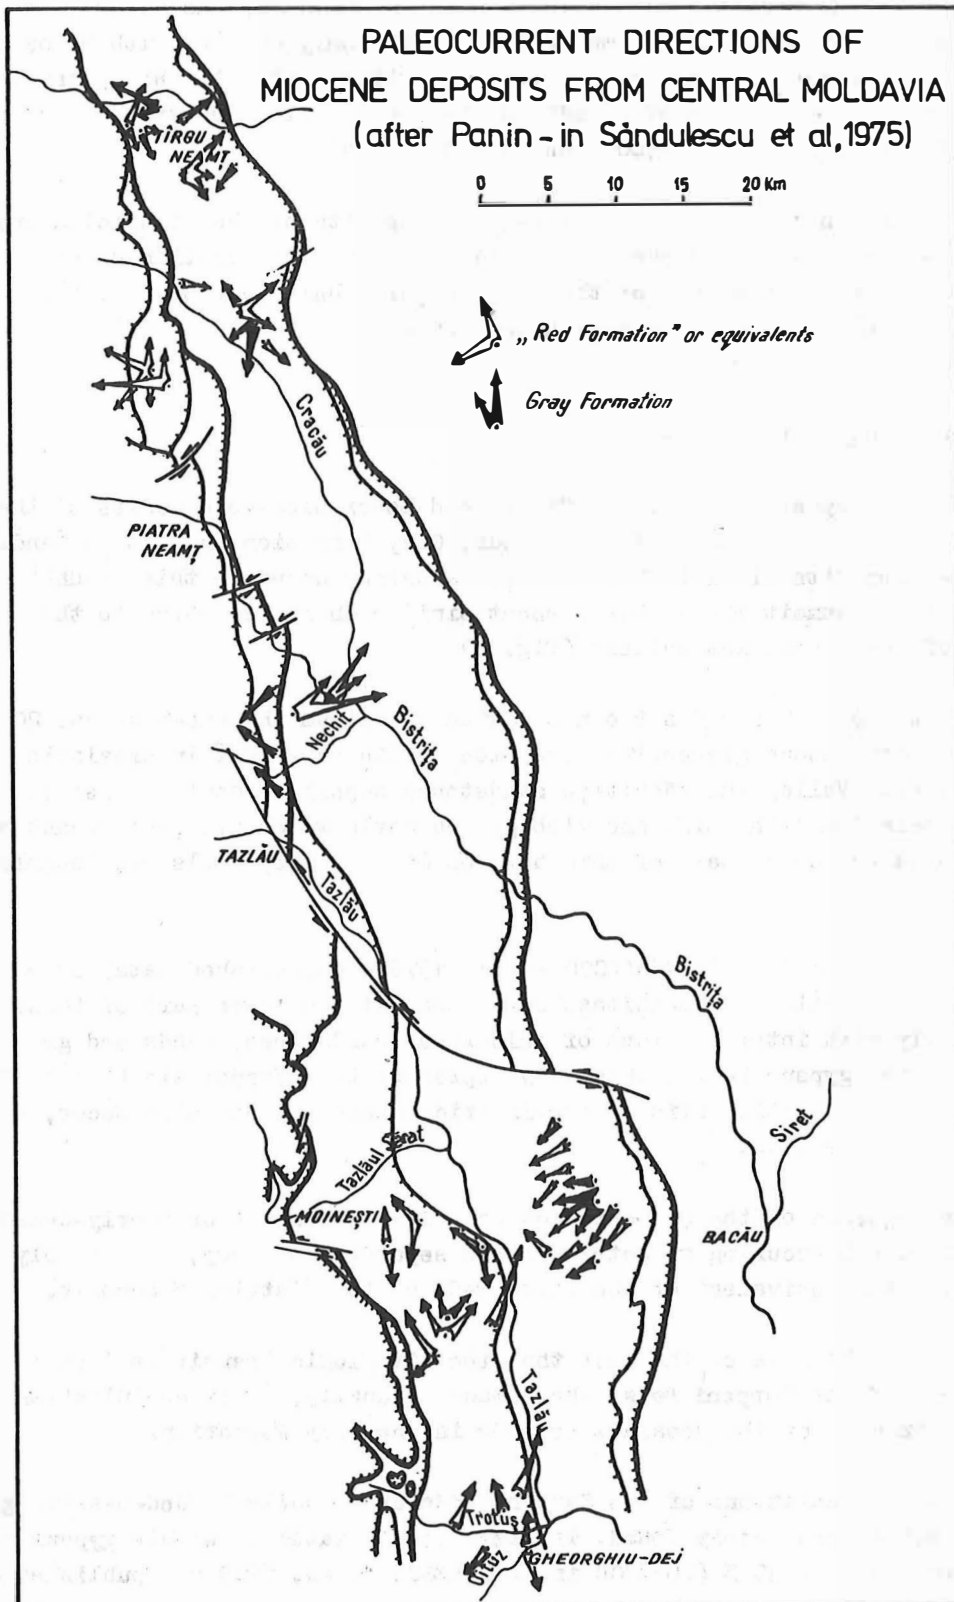 PALEOCURRENT DIRECTIONS OF
MIOCENE DEPOSITS FROM CENTRAL MOLDAVIA
(after Panin - in Săndulescu et al, 1975)
0 5 10 15 20 Km
„Red Formation" or equivalents
Gray Formation
TÎRGU
NEAMȚ
Cracău
PIATRA
NEAMȚ
Nechit
Bistrița
TAZLĂU
Tazlău
Bistrița
Siret
Tazlăul Sărat
MOINEȘTI
BACĂU
Tazlău
Trotuș
Oituz
GHEORGHIU-DEJ